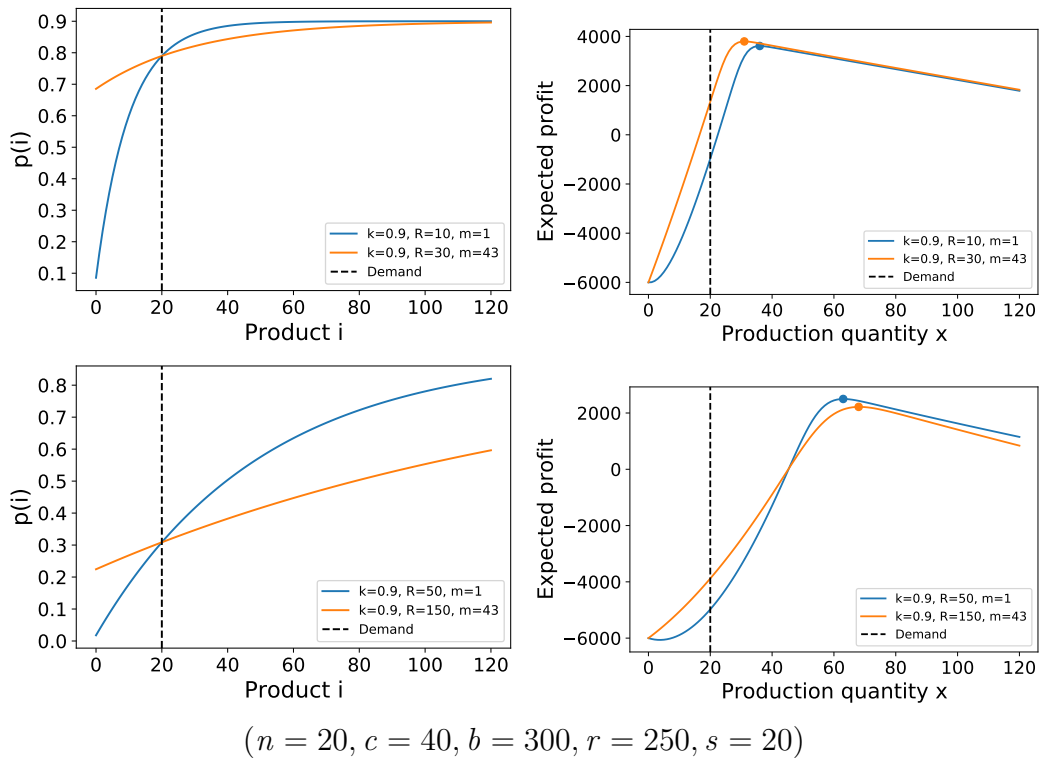 0.9
0.8
0.7
0.6
0.5
0.4
0.3
0.2
0.1
p(i)
0 20 40 60 80 100 120
Product i
k=0.9, R=10, m=1
k=0.9, R=30, m=43
Demand
4000
2000
0
−2000
−4000
−6000
Expected profit
0 20 40 60 80 100 120
Production quantity x
k=0.9, R=10, m=1
k=0.9, R=30, m=43
Demand
0.8
0.7
0.6
0.5
0.4
0.3
0.2
0.1
0.0
p(i)
0 20 40 60 80 100 120
Product i
k=0.9, R=50, m=1
k=0.9, R=150, m=43
Demand
2000
0
−2000
−4000
−6000
Expected profit
0 20 40 60 80 100 120
Production quantity x
k=0.9, R=50, m=1
k=0.9, R=150, m=43
Demand
(n = 20, c = 40, b = 300, r = 250, s = 20)